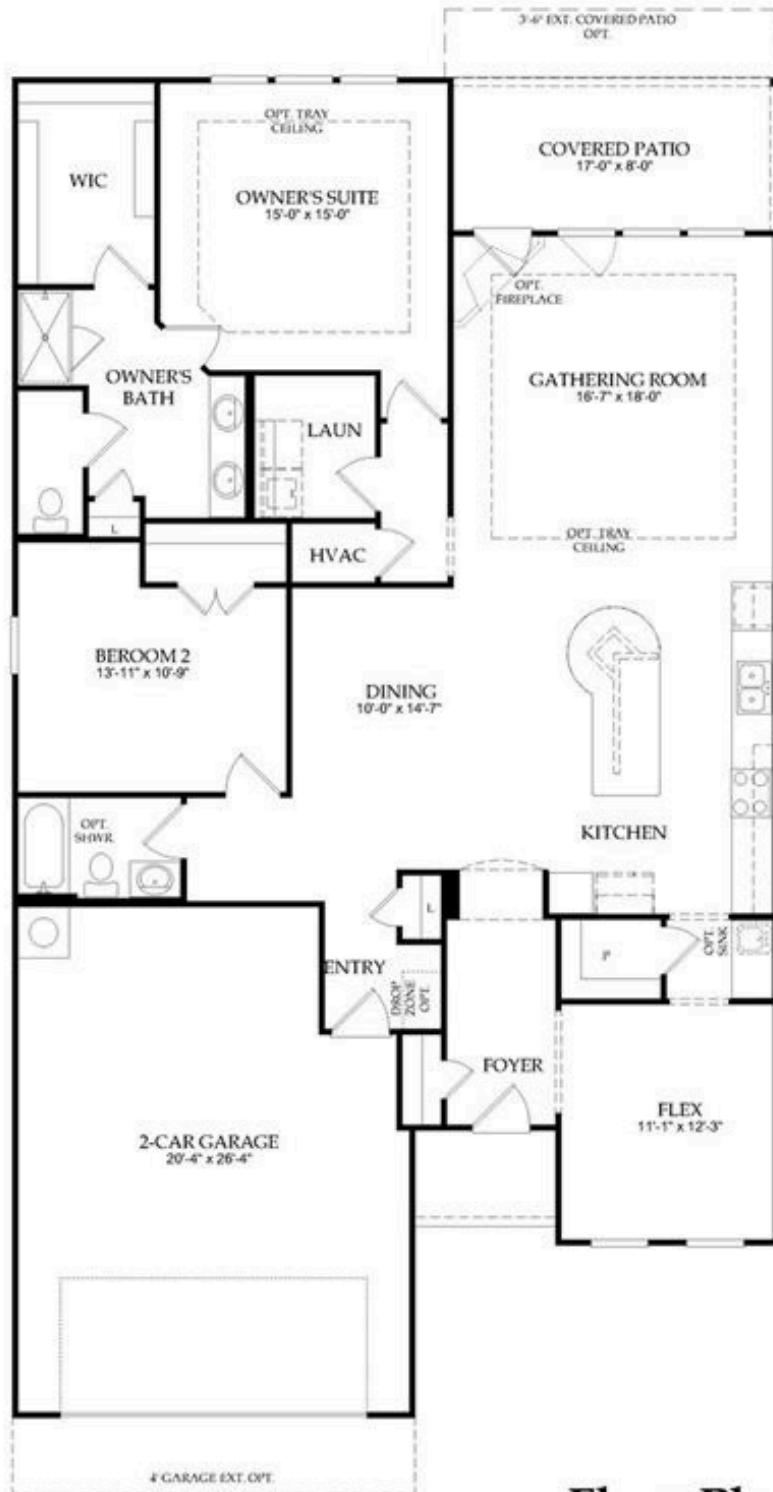 3'-6" EXT. COVERED PATIO
OPT.
OPT. TRAY
CEILING
WIC
OWNER'S SUITE
15'-0" x 15'-0"
COVERED PATIO
17'-0" x 8'-0"
OPT.
FIREPLACE
OWNER'S
BATH
GATHERING ROOM
16'-7" x 18'-0"
LAUN
L
HVAC
OPT. TRAY
CEILING
BEROOM 2
13'-11" x 10'-9"
DINING
10'-0" x 14'-7"
OPT.
SHWR.
KITCHEN
L
ENTRY
DROP
ZONE
OPT.
P
OPT.
SINK
FOYER
FLEX
11'-1" x 12'-3"
2-CAR GARAGE
20'-4" x 26'-4"
4' GARAGE EXT. OPT.